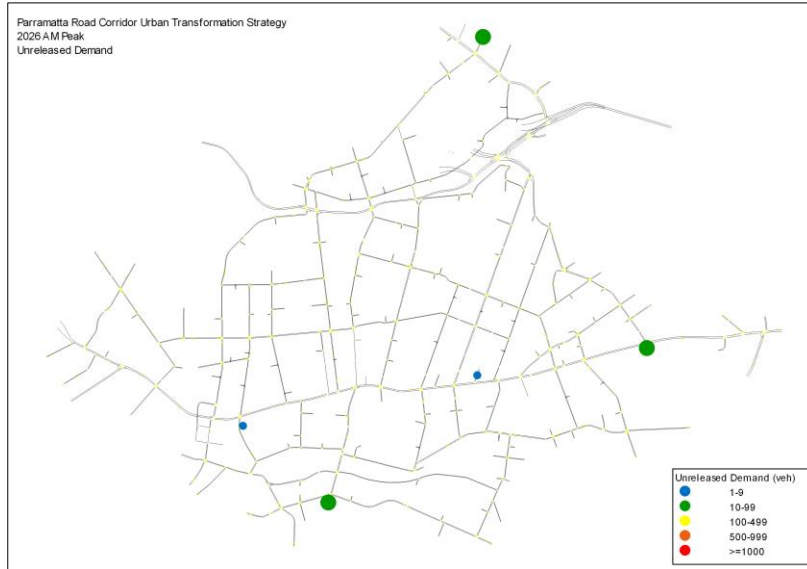 Parramatta Road Corridor Urban Transformation Strategy
2026 AM Peak
Unreleased Demand
Unreleased Demand (veh)
1-9
10-99
100-499
500-999
>=1000